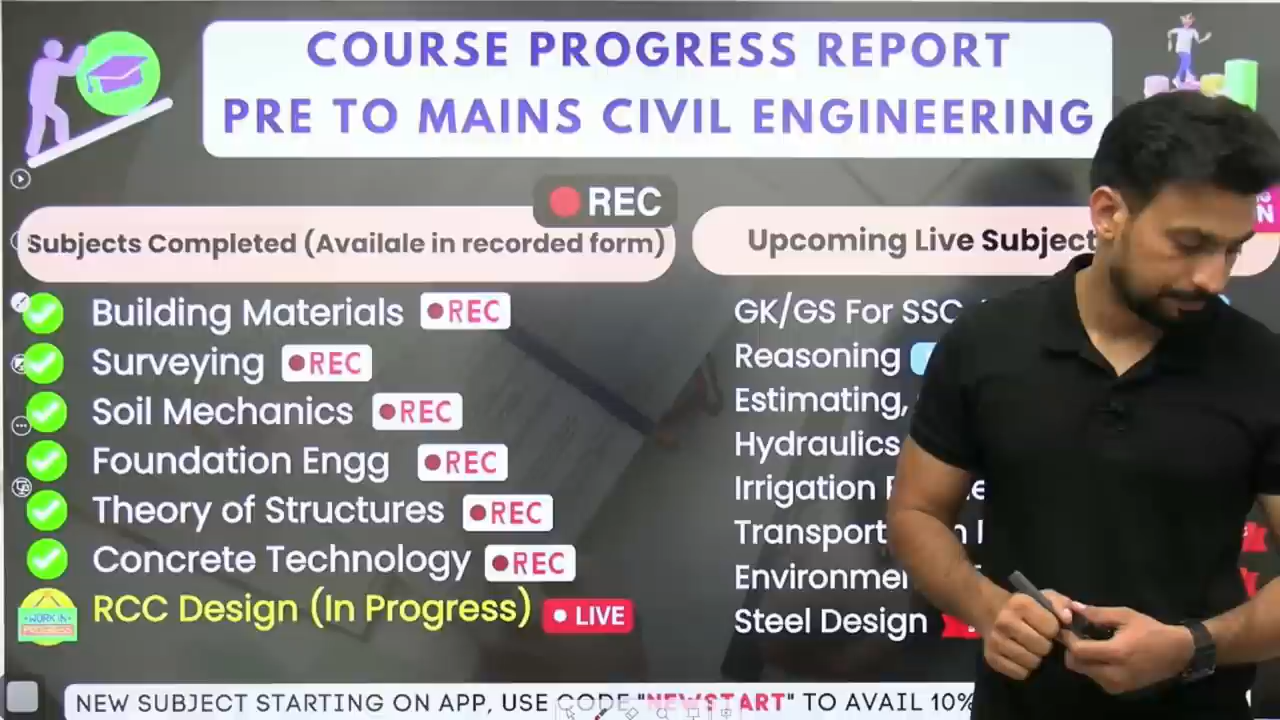 COURSE PROGRESS REPORT
PRE TO MAINS CIVIL ENGINEERING
REC
Subjects Completed (Availale in recorded form)
Building Materials REC
Surveying REC
Soil Mechanics REC
Foundation Engg REC
Theory of Structures REC
Concrete Technology REC
WORK IN PROGRESS
RCC Design (In Progress) LIVE
Upcoming Live Subject
GK/GS For SSC
Reasoning
Estimating,
Hydraulics
Irrigation
Transport
Environme
Steel Design
NEW SUBJECT STARTING ON APP, USE CODE "NEWSTART" TO AVAIL 10%